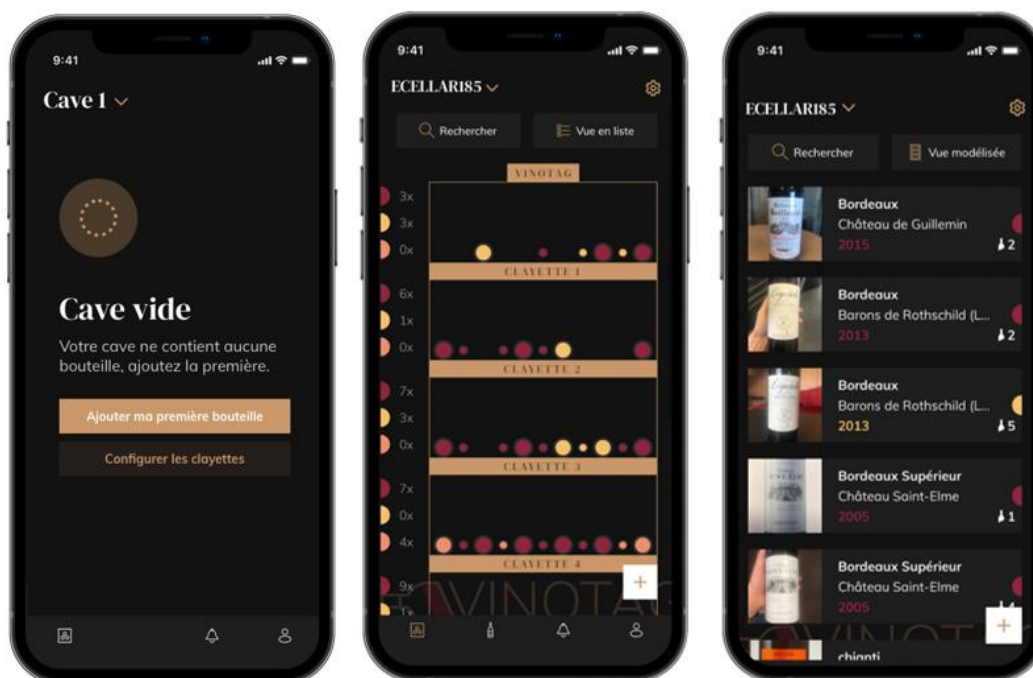 9:41
Cave 1
Cave vide
Votre cave ne contient aucune
bouteille, ajoutez la première.
Ajouter ma première bouteille
Configurer les clayettes
9:41
ECELLAR185
Rechercher
Vue en liste
VINOTAG
3x
3x
0x
CLAYETTE 1
6x
1x
0x
CLAYETTE 2
7x
3x
0x
CLAYETTE 3
7x
0x
4x
CLAYETTE 4
9x
1x
+
VINOTAG
9:41
ECELLAR185
Rechercher
Vue modélisée
Bordeaux
Château de Guillemin
2015
2
Bordeaux
Barons de Rothschild (L...
2013
2
Bordeaux
Barons de Rothschild (L...
2013
5
Bordeaux Supérieur
Château Saint-Elme
2005
1
Bordeaux Supérieur
Château Saint-Elme
2005
+
chianti